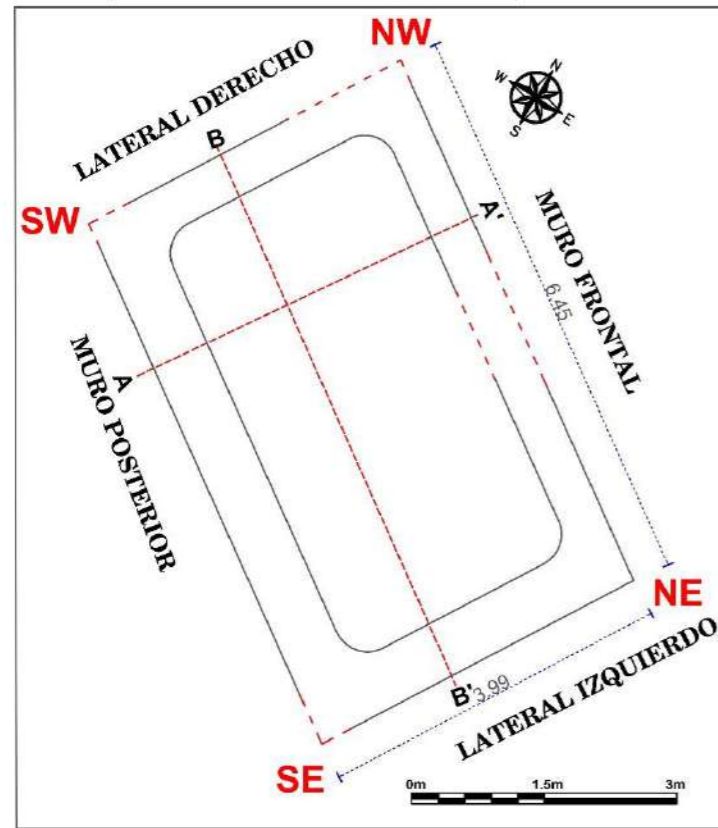 NW
LATERAL DERECHO
N
W
E
S
B
SW
A'
MURO FRONTAL
6.45
A
MURO POSTERIOR
NE
B'
3.99
LATERAL IZQUIERDO
SE
0m 1.5m 3m